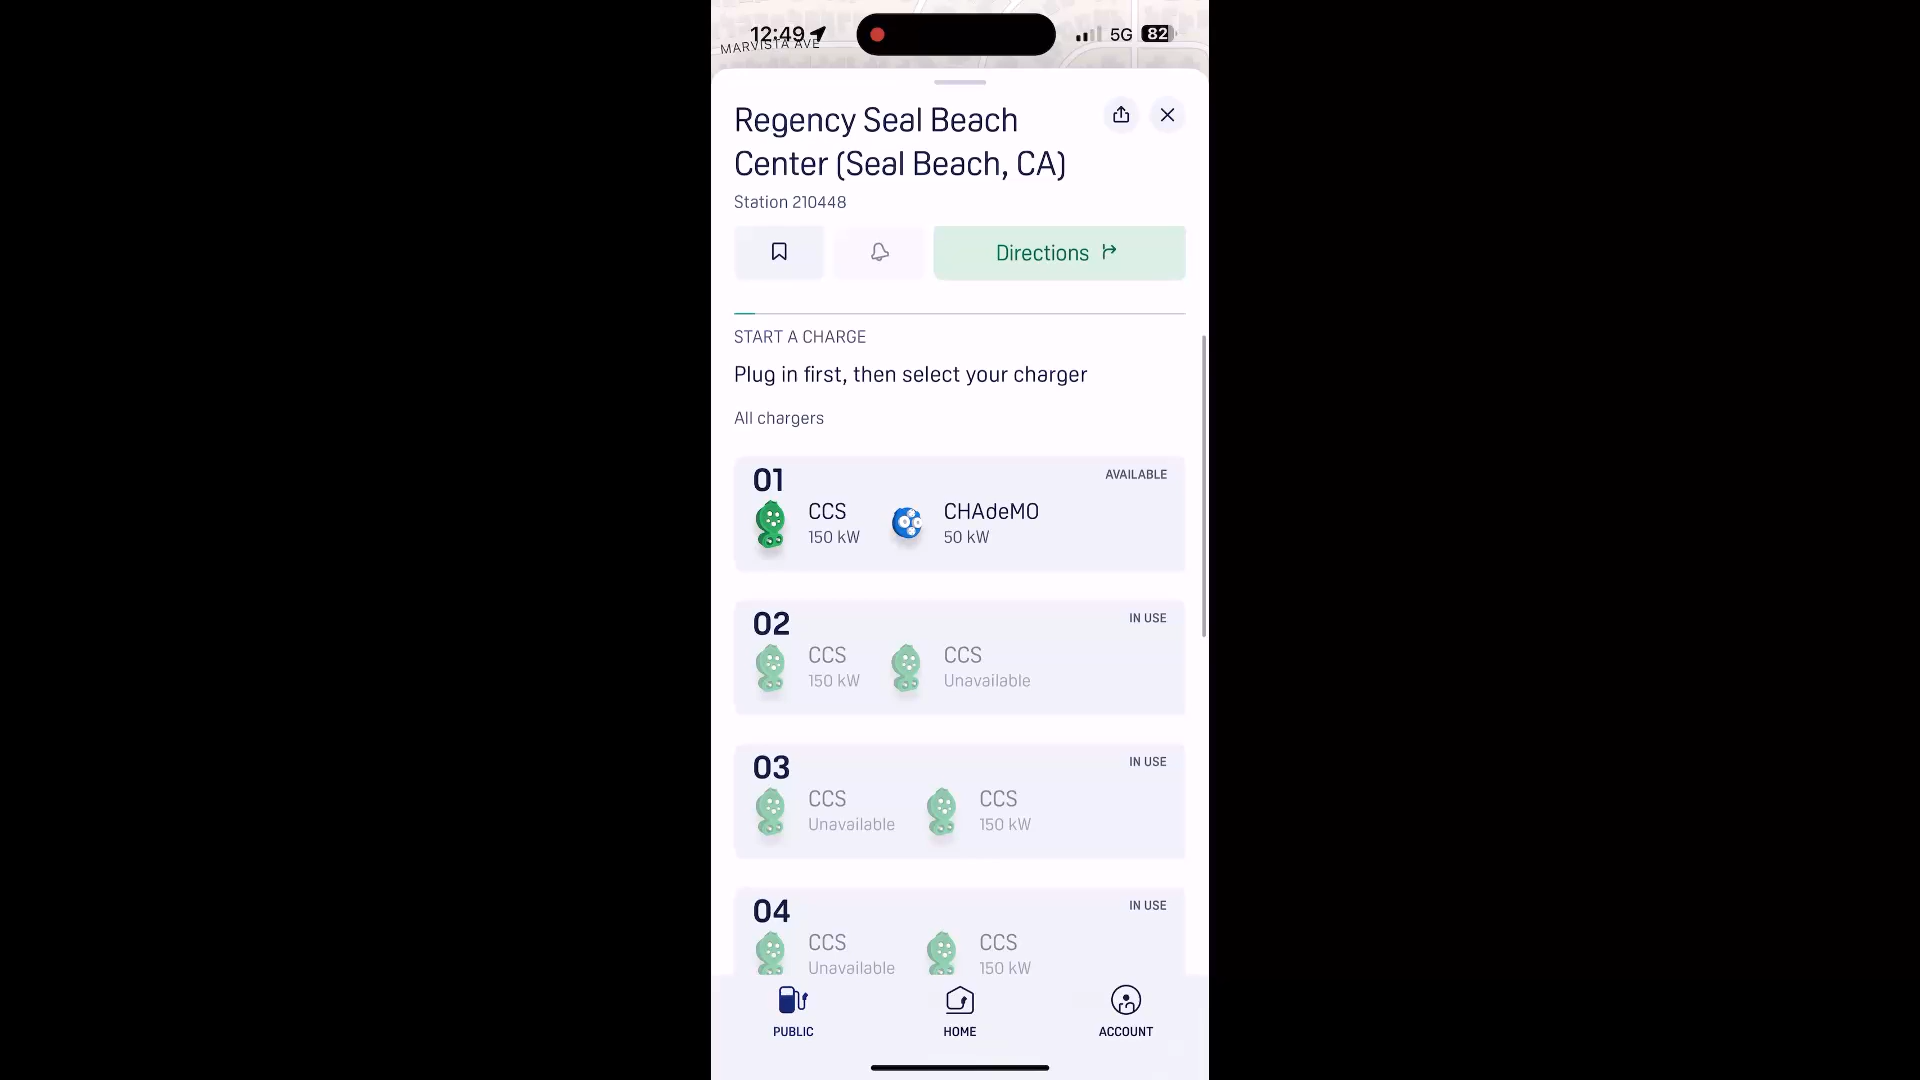 12:49
5G 82
MARVISTA AVE
Regency Seal Beach
Center (Seal Beach, CA)
Station 210448
Directions
START A CHARGE
Plug in first, then select your charger
All chargers
01 AVAILABLE
CCS CHAdeMO
150 kW 50 kW
02 IN USE
CCS CCS
150 kW Unavailable
03 IN USE
CCS CCS
Unavailable 150 kW
04 IN USE
CCS CCS
Unavailable 150 kW
PUBLIC HOME ACCOUNT